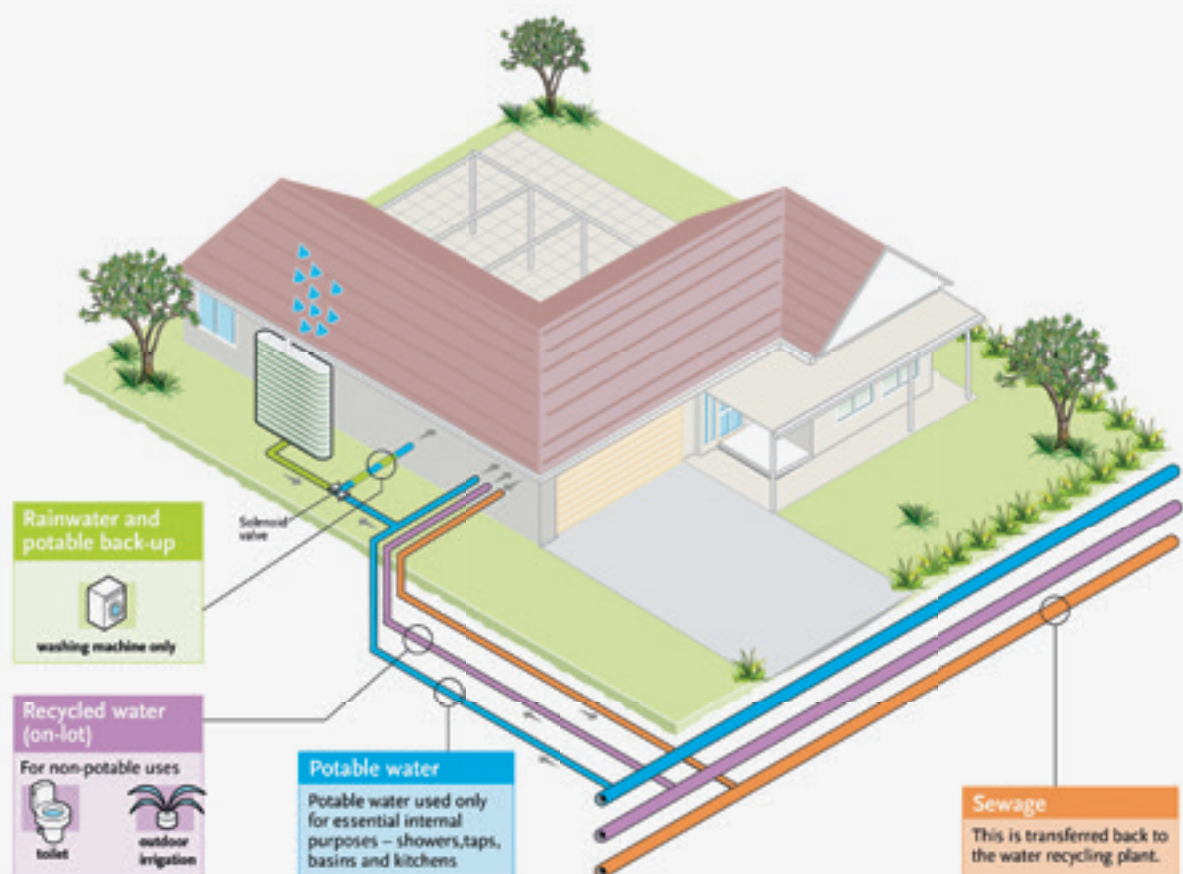 Solenoid
valve
Rainwater and
potable back-up
washing machine only
Recycled water
(on-lot)
For non-potable uses
toilet
outdoor
irrigation
Potable water
Potable water used only
for essential internal
purposes – showers,taps,
basins and kitchens
Sewage
This is transferred back to
the water recycling plant.